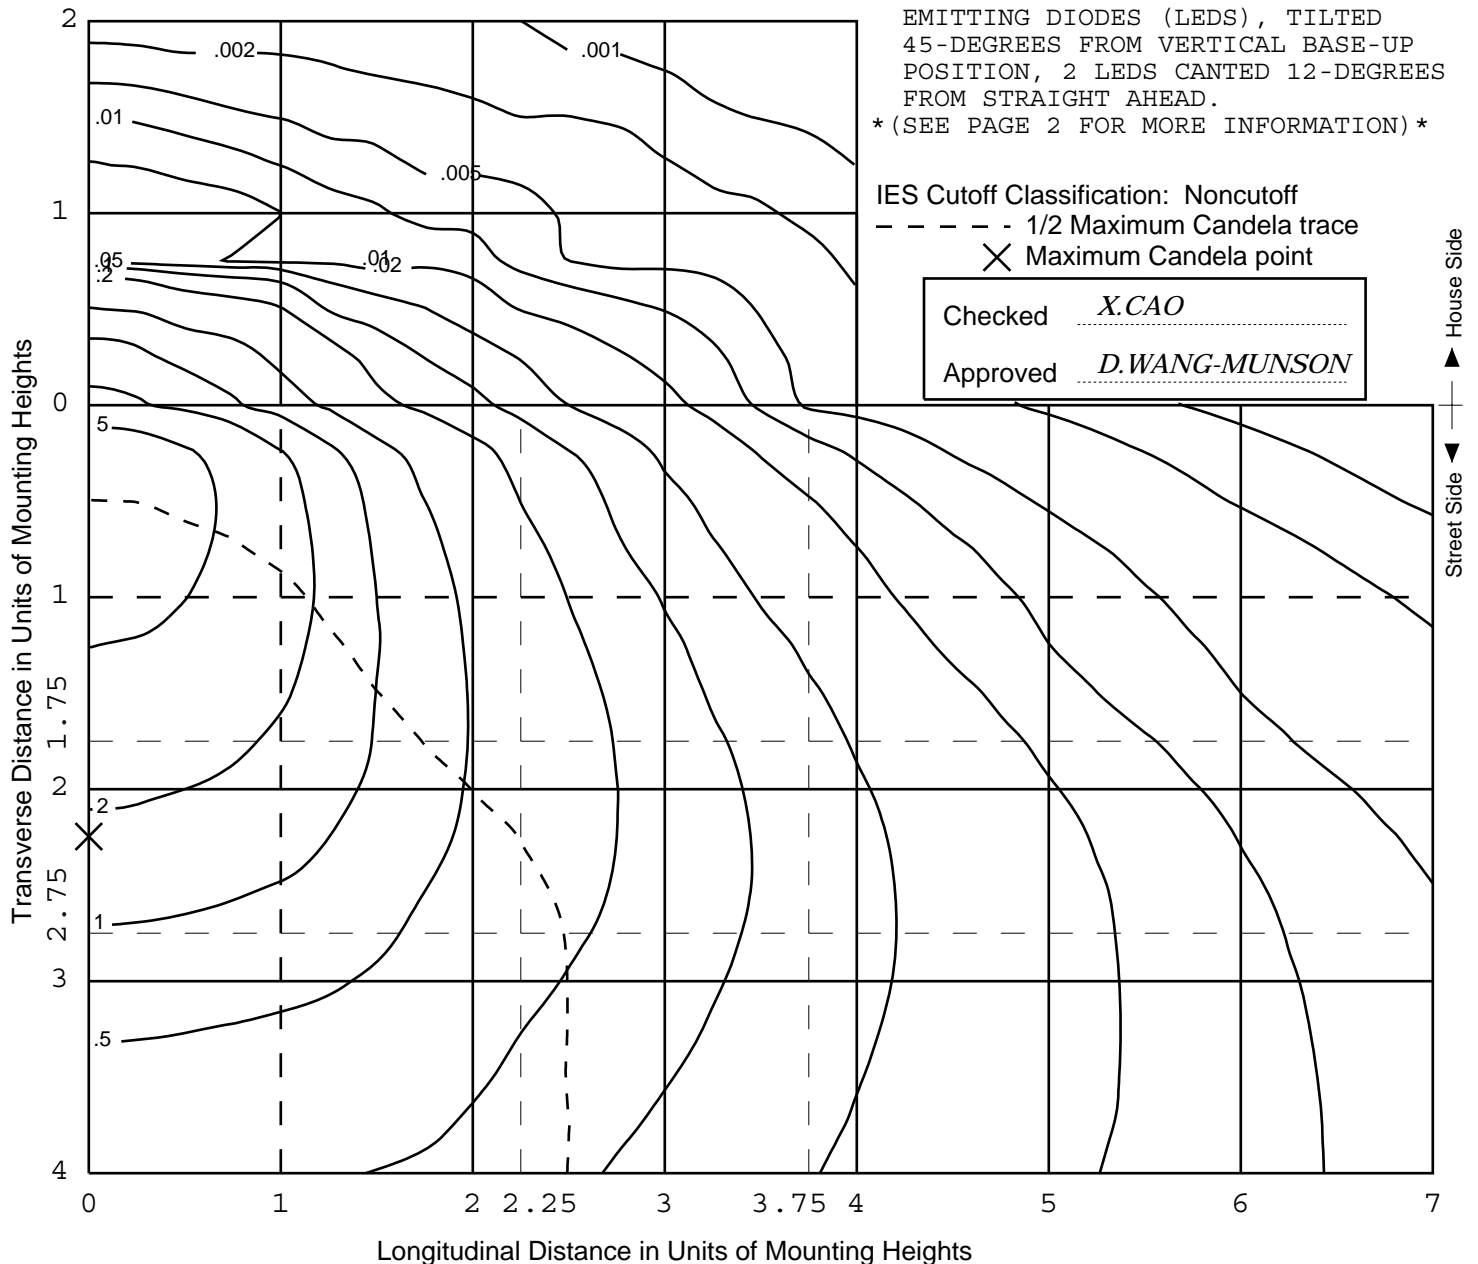 EMITTING DIODES (LEDS), TILTED
45-DEGREES FROM VERTICAL BASE-UP
POSITION, 2 LEDS CANTED 12-DEGREES
FROM STRAIGHT AHEAD.
*(SEE PAGE 2 FOR MORE INFORMATION)*
IES Cutoff Classification: Noncutoff
1/2 Maximum Candela trace
Maximum Candela point
Checked X.CAO
Approved D.WANG-MUNSON
House Side
Street Side
Transverse Distance in Units of Mounting Heights
2
1
0
1
1.75
2
2.75
3
4
.002
.001
.01
.005
.01
.02
.05
.2
5
2
1
.5
0 1 2 2.25 3 3.75 4 5 6 7
Longitudinal Distance in Units of Mounting Heights